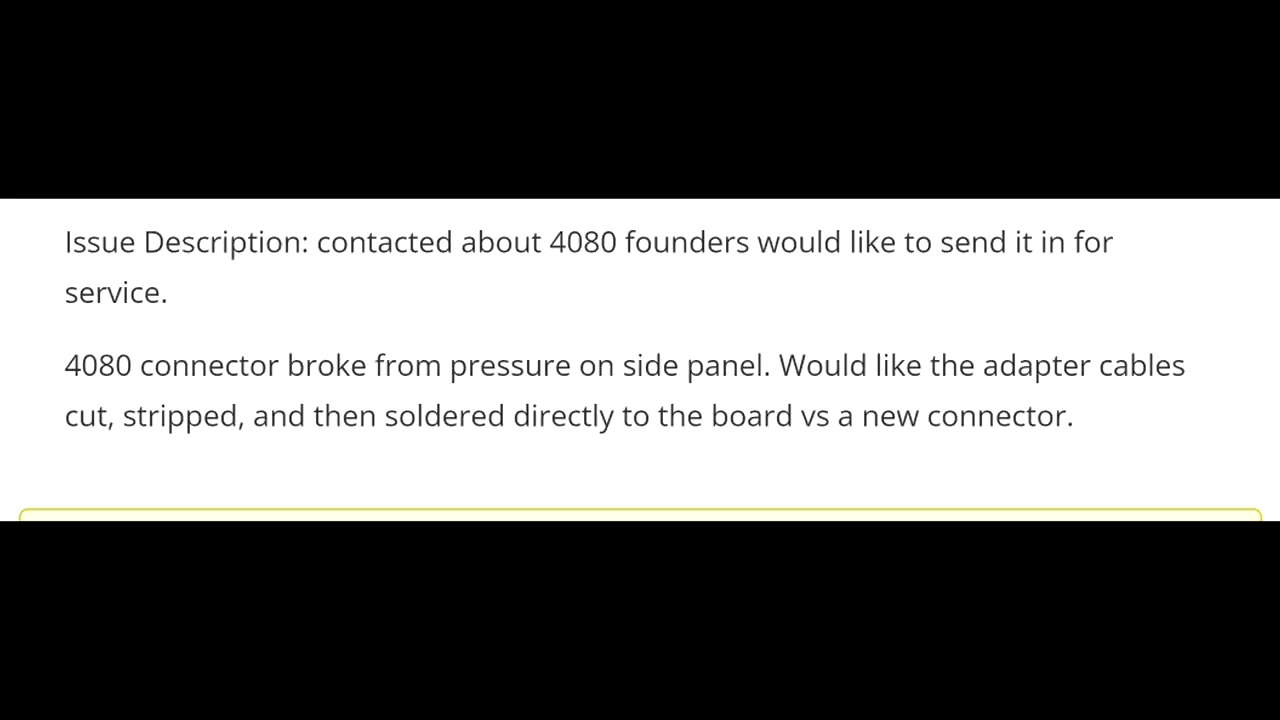 Issue Description: contacted about 4080 founders would like to send it in for
service.
4080 connector broke from pressure on side panel. Would like the adapter cables
cut, stripped, and then soldered directly to the board vs a new connector.